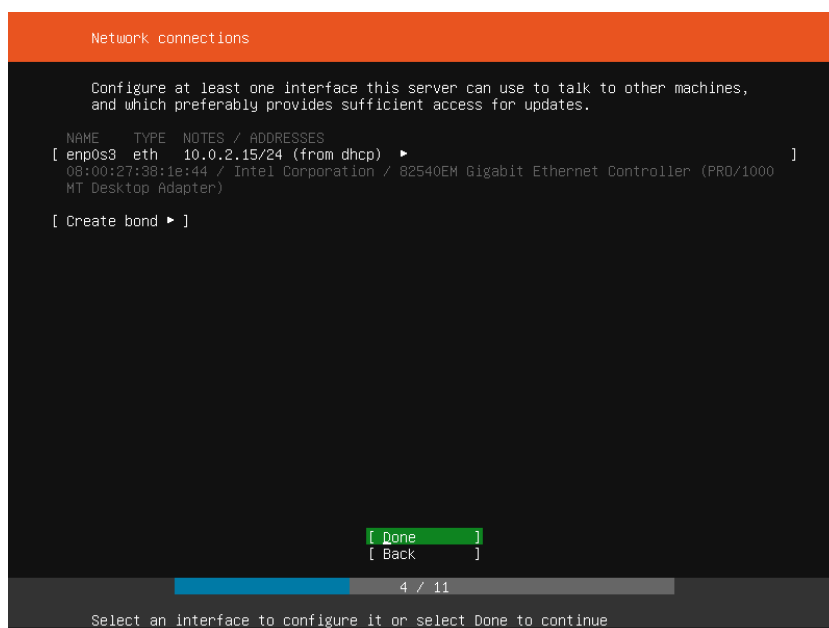 Network connections
Configure at least one interface this server can use to talk to other machines,
and which preferably provides sufficient access for updates.
NAME TYPE NOTES / ADDRESSES
[ enp0s3 eth 10.0.2.15/24 (from dhcp) ▸ ]
08:00:27:38:1e:44 / Intel Corporation / 82540EM Gigabit Ethernet Controller (PRO/1000
MT Desktop Adapter)
[ Create bond ▸ ]
[ Done ]
[ Back ]
4 / 11
Select an interface to configure it or select Done to continue